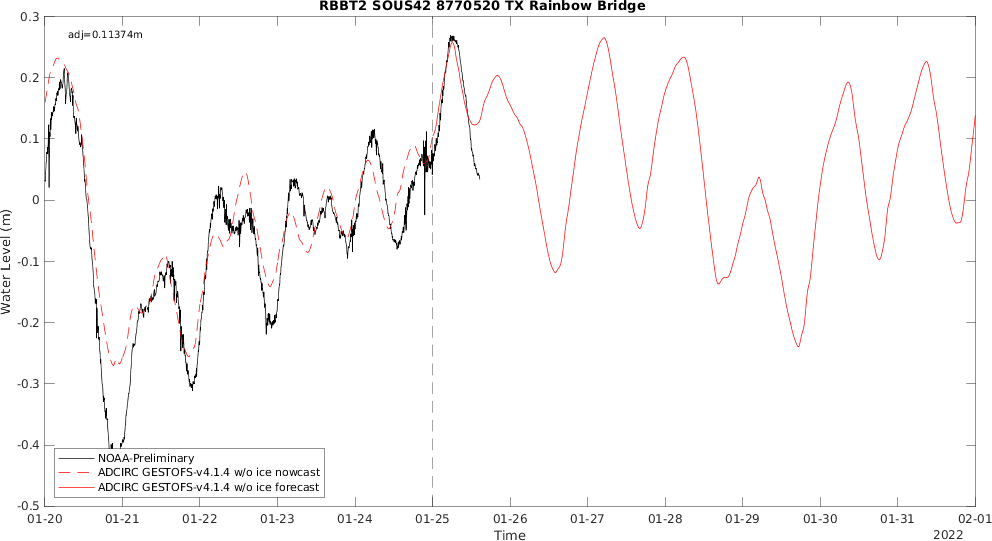 RBBT2 SOUS42 8770520 TX Rainbow Bridge
adj=0.11374m
0.3
0.2
0.1
0
-0.1
-0.2
-0.3
-0.4
-0.5
Water Level (m)
NOAA-Preliminary
ADCIRC GESTOFS-v4.1.4 w/o ice nowcast
ADCIRC GESTOFS-v4.1.4 w/o ice forecast
01-20 01-21 01-22 01-23 01-24 01-25 01-26 01-27 01-28 01-29 01-30 01-31 02-01
Time
2022